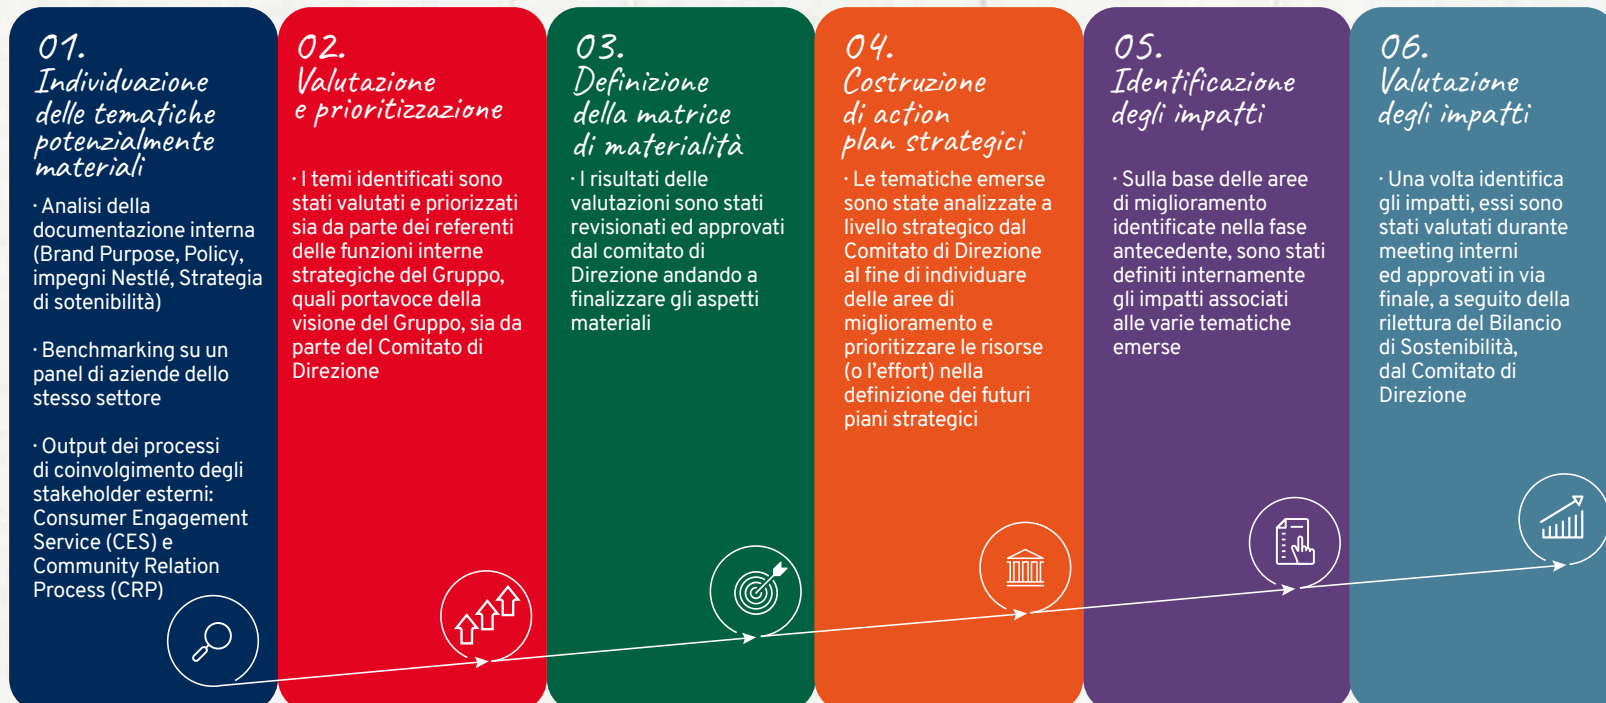 01.
Individuazione
delle tematiche
potenzialmente
materiali
· Analisi della
documentazione interna
(Brand Purpose, Policy,
impegni Nestlé, Strategia
di sotenibilità)
· Benchmarking su un
panel di aziende dello
stesso settore
· Output dei processi
di coinvolgimento degli
stakeholder esterni:
Consumer Engagement
Service (CES) e
Community Relation
Process (CRP)
02.
Valutazione
e prioritizzazione
· I temi identificati sono
stati valutati e priorizzati
sia da parte dei referenti
delle funzioni interne
strategiche del Gruppo,
quali portavoce della
visione del Gruppo, sia da
parte del Comitato di
Direzione
03.
Definizione
della matrice
di materialità
· I risultati delle
valutazioni sono stati
revisionati ed approvati
dal comitato di
Direzione andando a
finalizzare gli aspetti
materiali
04.
Costruzione
di action
plan strategici
· Le tematiche emerse
sono state analizzate a
livello strategico dal
Comitato di Direzione
al fine di individuare
delle aree di
miglioramento e
prioritizzare le risorse
(o l’effort) nella
definizione dei futuri
piani strategici
05.
Identificazione
degli impatti
· Sulla base delle aree
di miglioramento
identificate nella fase
antecedente, sono stati
definiti internamente
gli impatti associati
alle varie tematiche
emerse
06.
Valutazione
degli impatti
· Una volta identifica
gli impatti, essi sono
stati valutati durante
meeting interni
ed approvati in via
finale, a seguito della
rilettura del Bilancio
di Sostenibilità,
dal Comitato di
Direzione